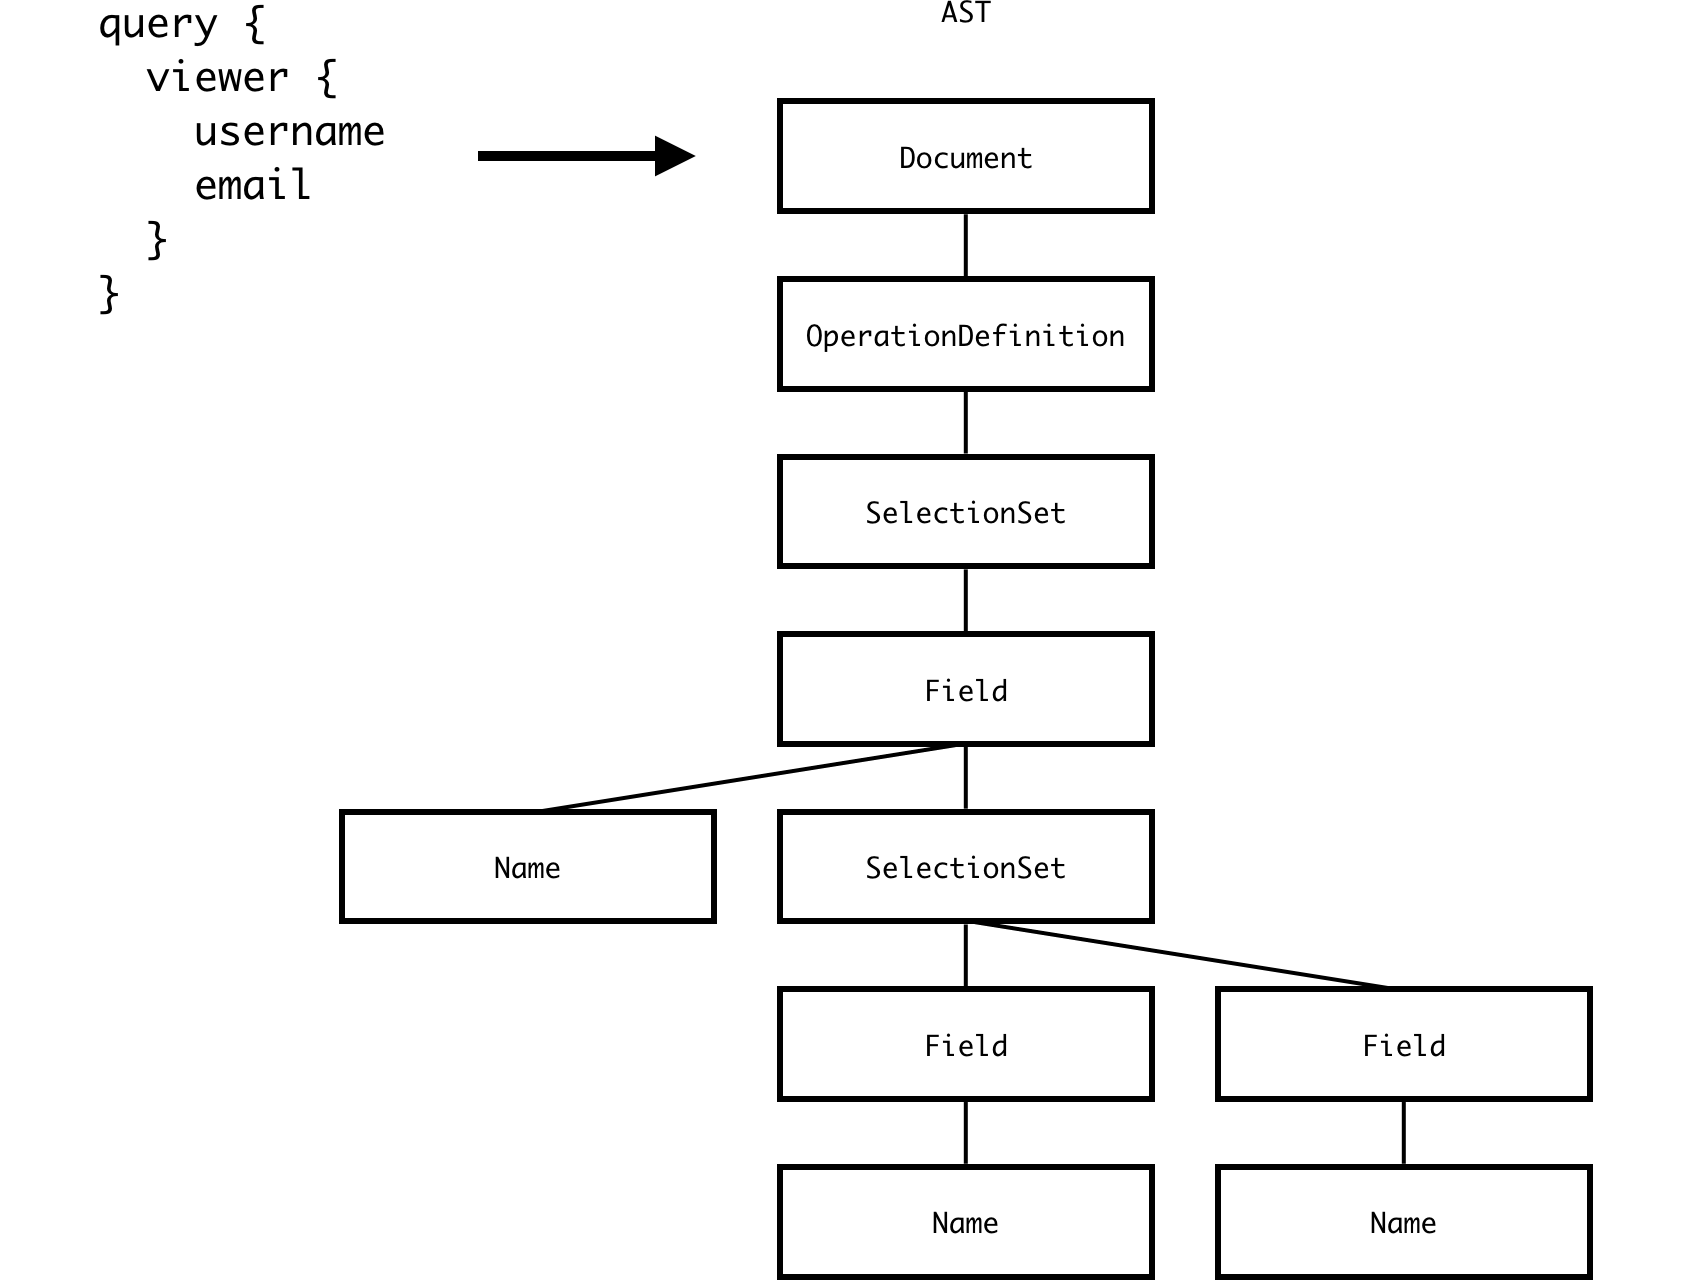 query {
  viewer {
    username
    email
  }
}
AST
Document
OperationDefinition
SelectionSet
Field
Name
SelectionSet
Field
Field
Name
Name